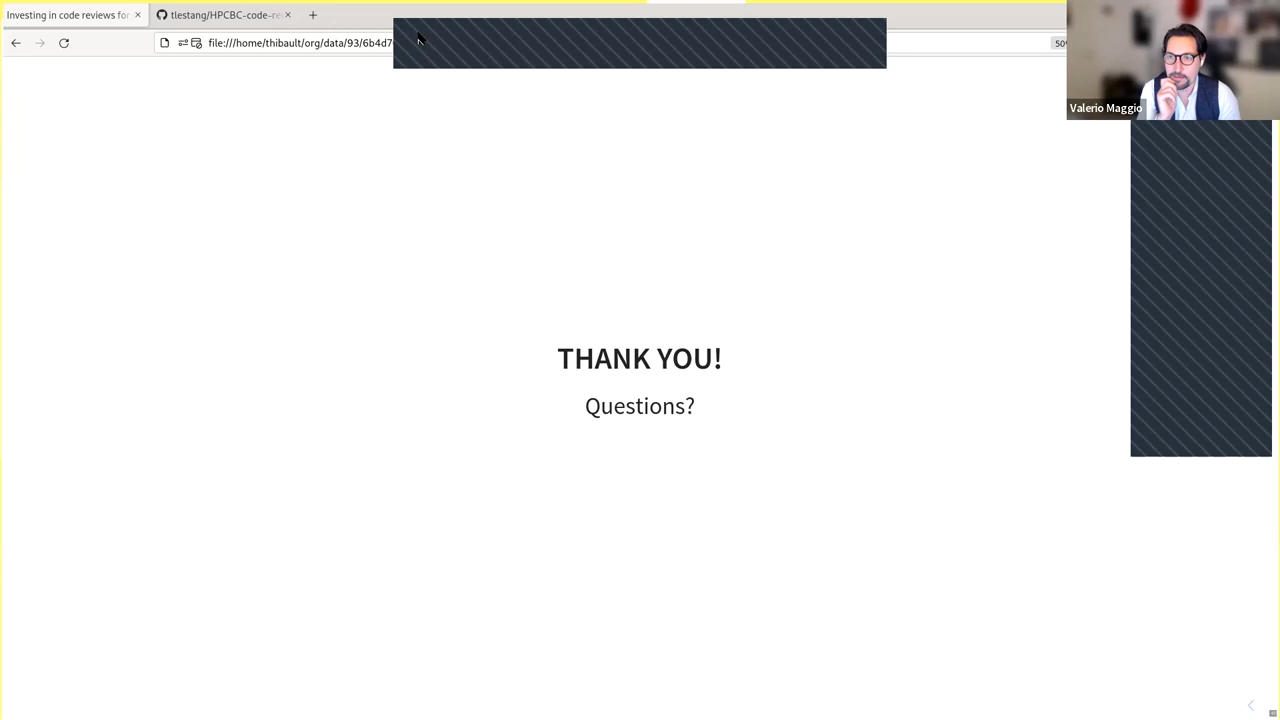 Investing in code reviews for
tlestang/HPCBC-code-re
file:///home/thibault/org/data/93/6b4d7
50
Valerio Maggio
THANK YOU!
Questions?